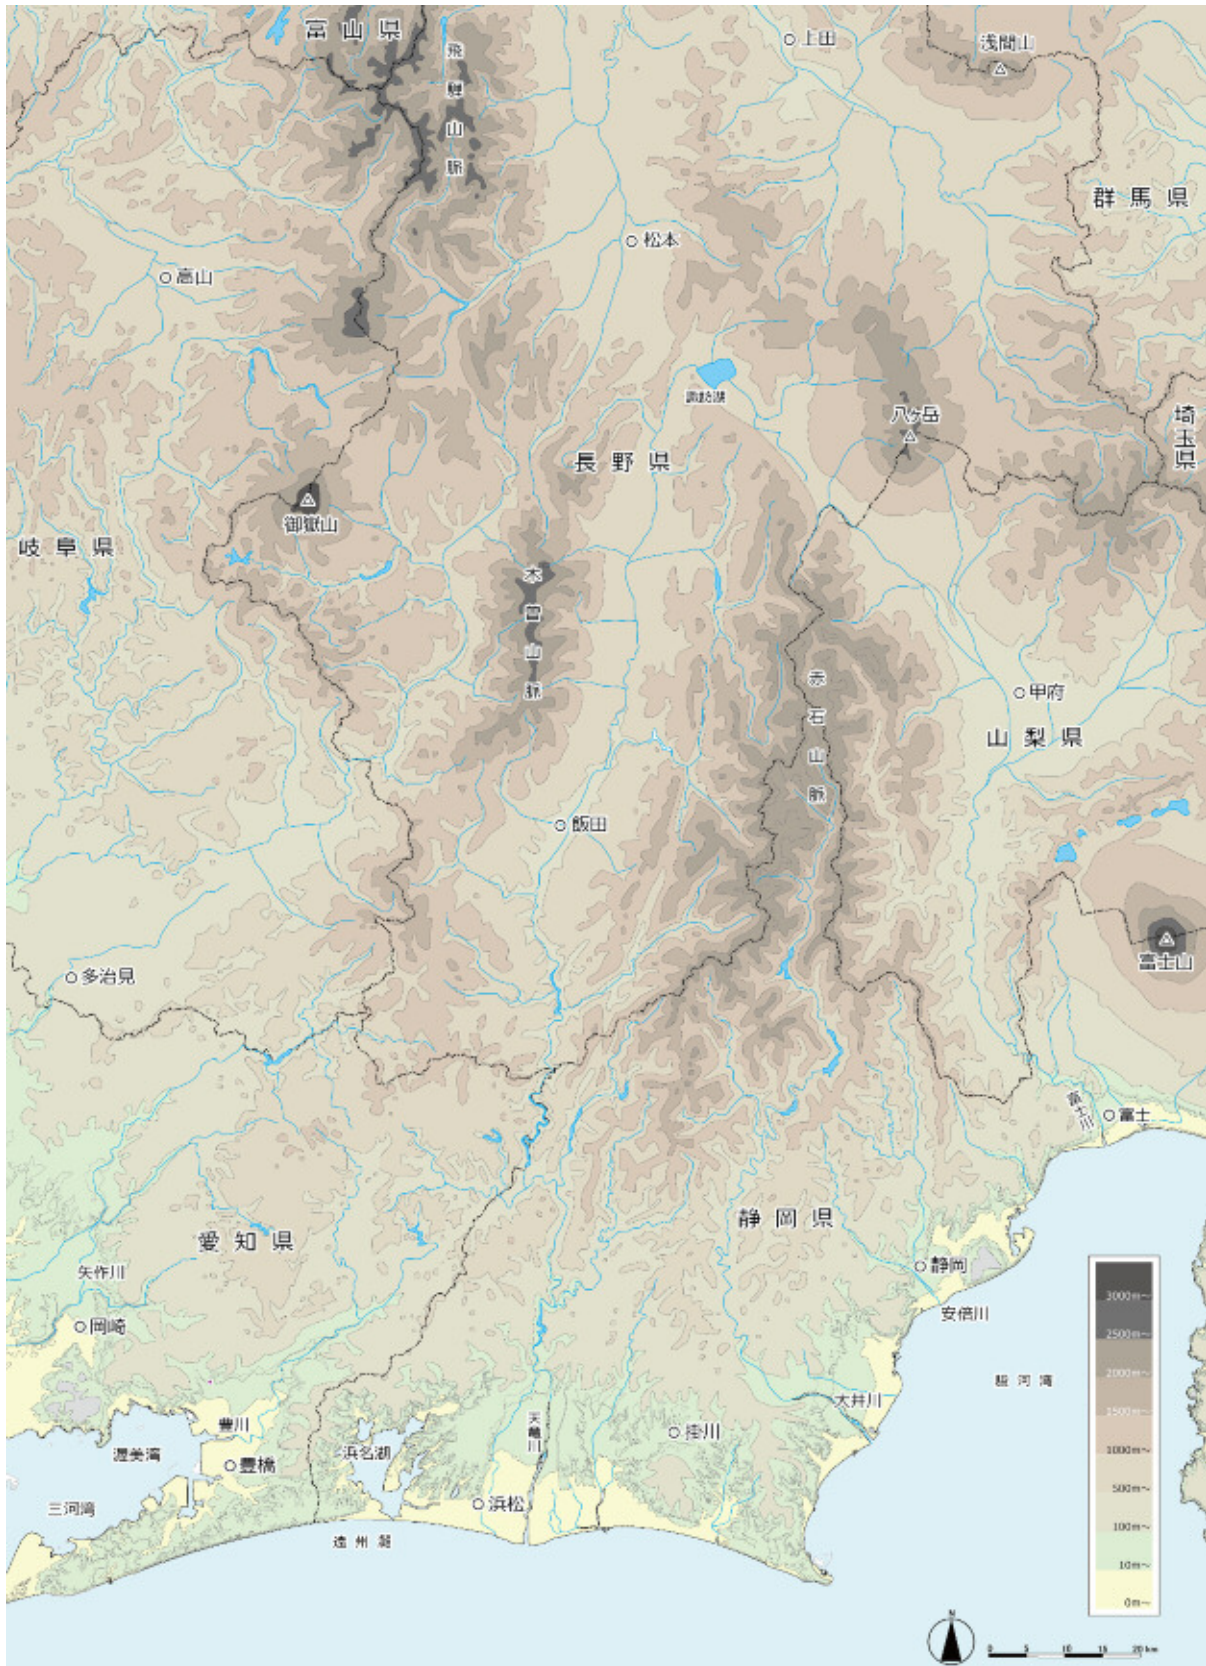 富山県
飛騨山脈
上田
浅間山
群馬県
松本
高山
諏訪湖
八ヶ岳
埼玉県
長野県
御嶽山
岐阜県
木曽山脈
赤石山脈
甲府
山梨県
飯田
富士山
多治見
富士川
富士
静岡県
愛知県
静岡
矢作川
安倍川
岡崎
駿河湾
大井川
天竜川
豊川
掛川
渥美湾
浜名湖
豊橋
浜松
三河湾
遠州灘
3000m～
2500m～
2000m～
1500m～
1000m～
500m～
100m～
10m～
0m～
N
0 5 10 15 20 km